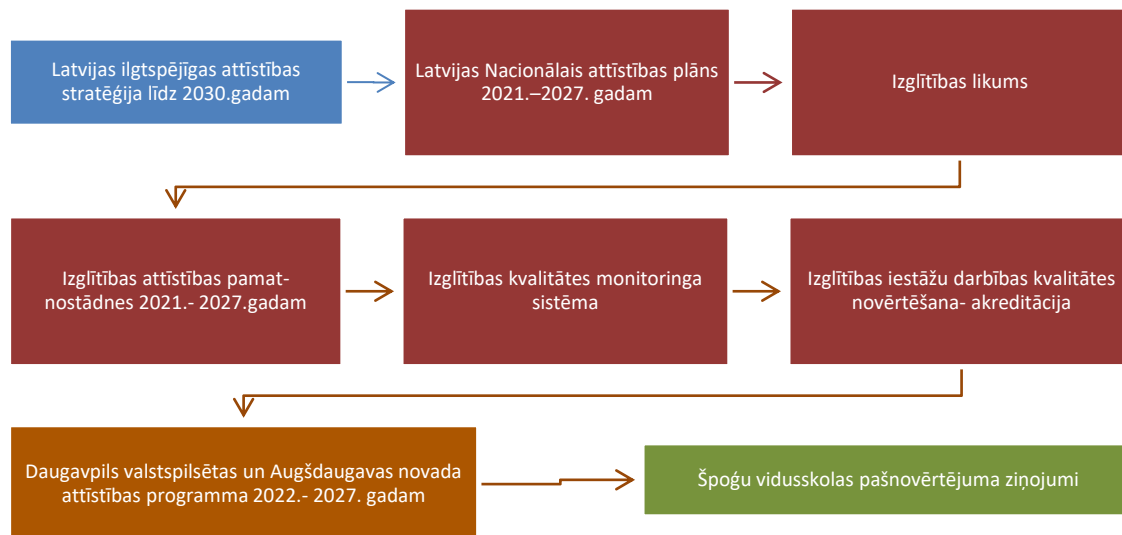 Latvijas ilgtspējīgas attīstības
stratēģija līdz 2030.gadam
Latvijas Nacionālais attīstības plāns
2021.–2027. gadam
Izglītības likums
Izglītības attīstības pamat-
nostādnes 2021.- 2027.gadam
Izglītības kvalitātes monitoringa
sistēma
Izglītības iestāžu darbības kvalitātes
novērtēšana- akreditācija
Daugavpils valstspilsētas un Augšdaugavas novada
attīstības programma 2022.- 2027. gadam
Špoģu vidusskolas pašnovērtējuma ziņojumi